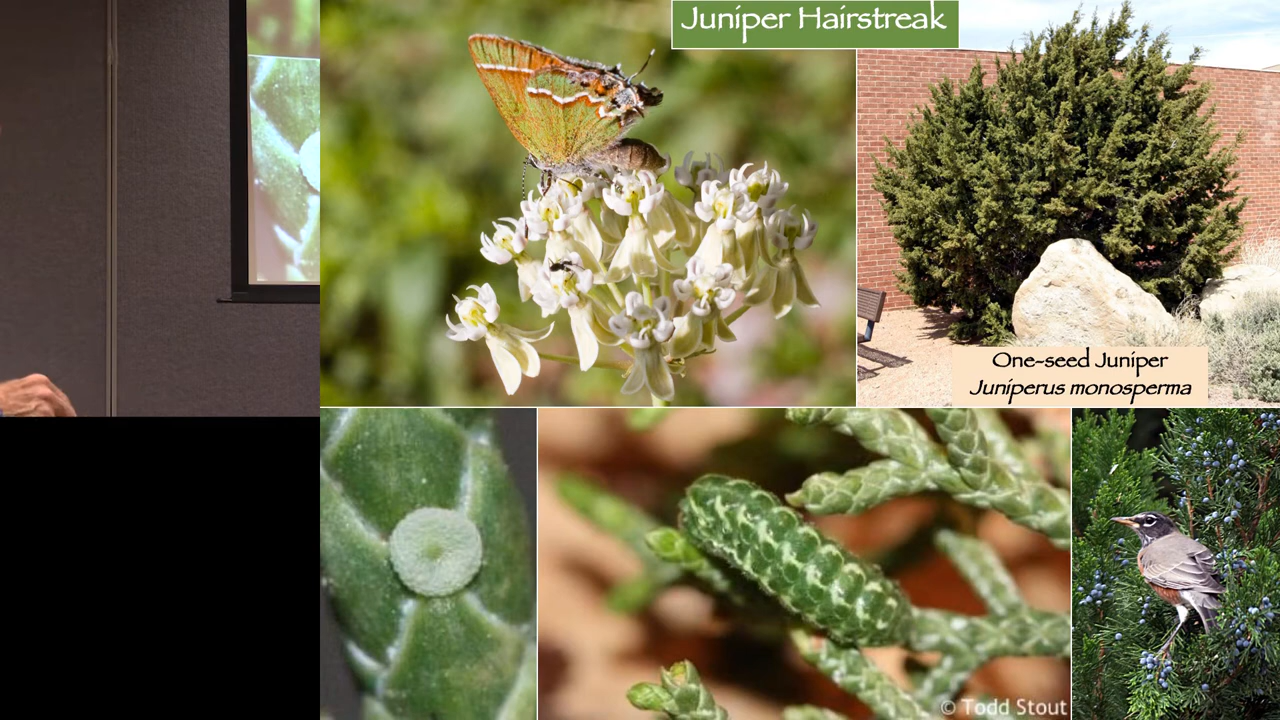 Juniper Hairstreak
One-seed Juniper
Juniperus monosperma
© Todd Stout